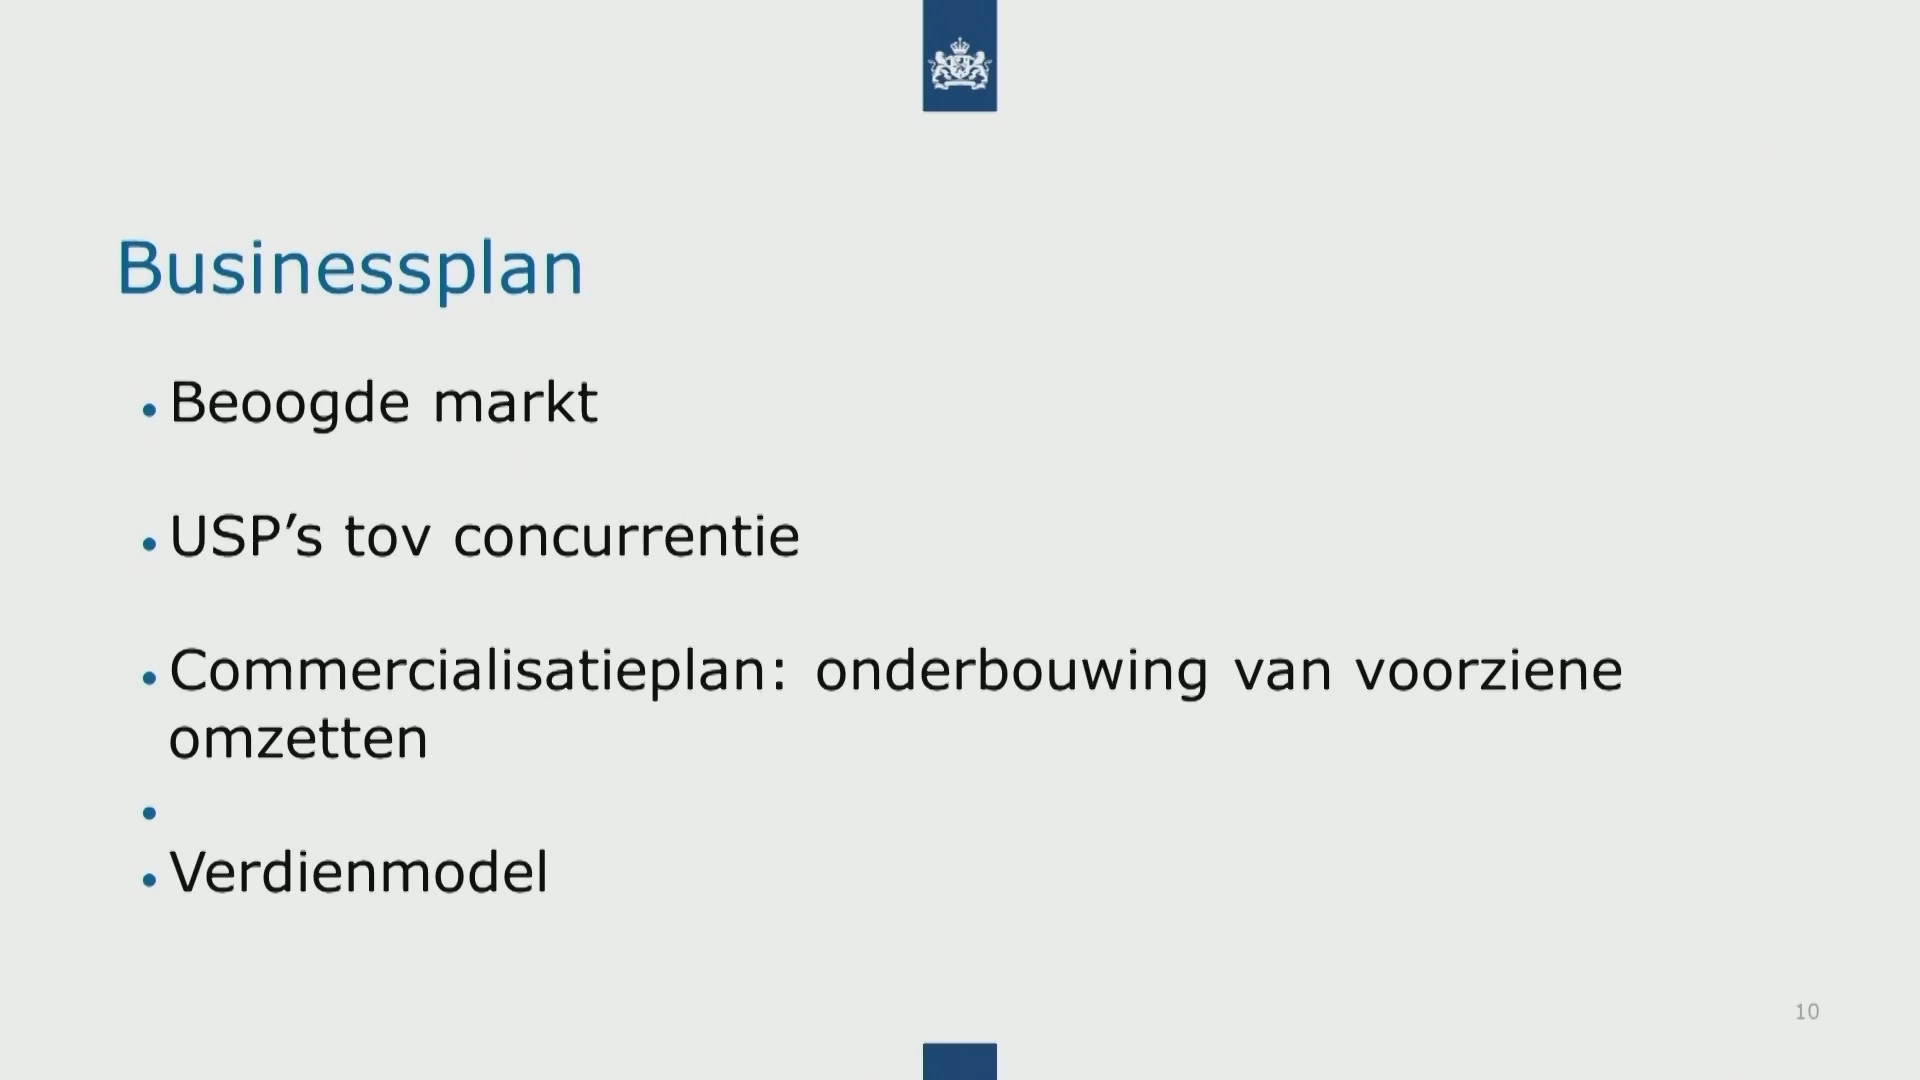 Businessplan
• Beoogde markt
• USP’s tov concurrentie
• Commercialisatieplan: onderbouwing van voorziene
omzetten
•
• Verdienmodel
10